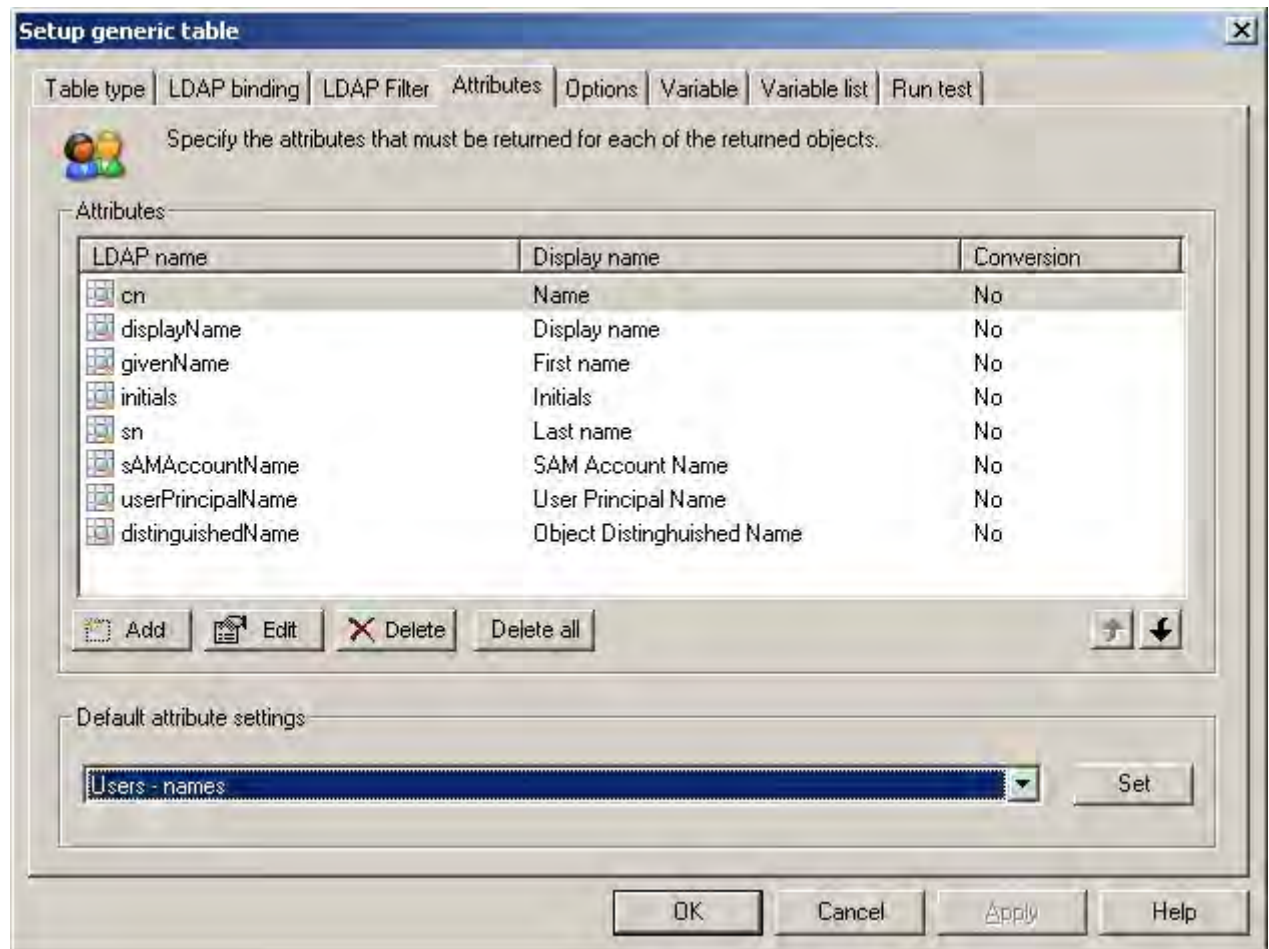 Setup generic table
Table type LDAP binding LDAP Filter Attributes Options Variable Variable list Run test
Specify the attributes that must be returned for each of the returned objects.
Attributes
LDAP name Display name Conversion
cn Name No
displayName Display name No
givenName First name No
initials Initials No
sn Last name No
sAMAccountName SAM Account Name No
userPrincipalName User Principal Name No
distinguishedName Object Distinghuished Name No
Add Edit Delete Delete all
Default attribute settings
Users - names Set
OK Cancel Apply Help